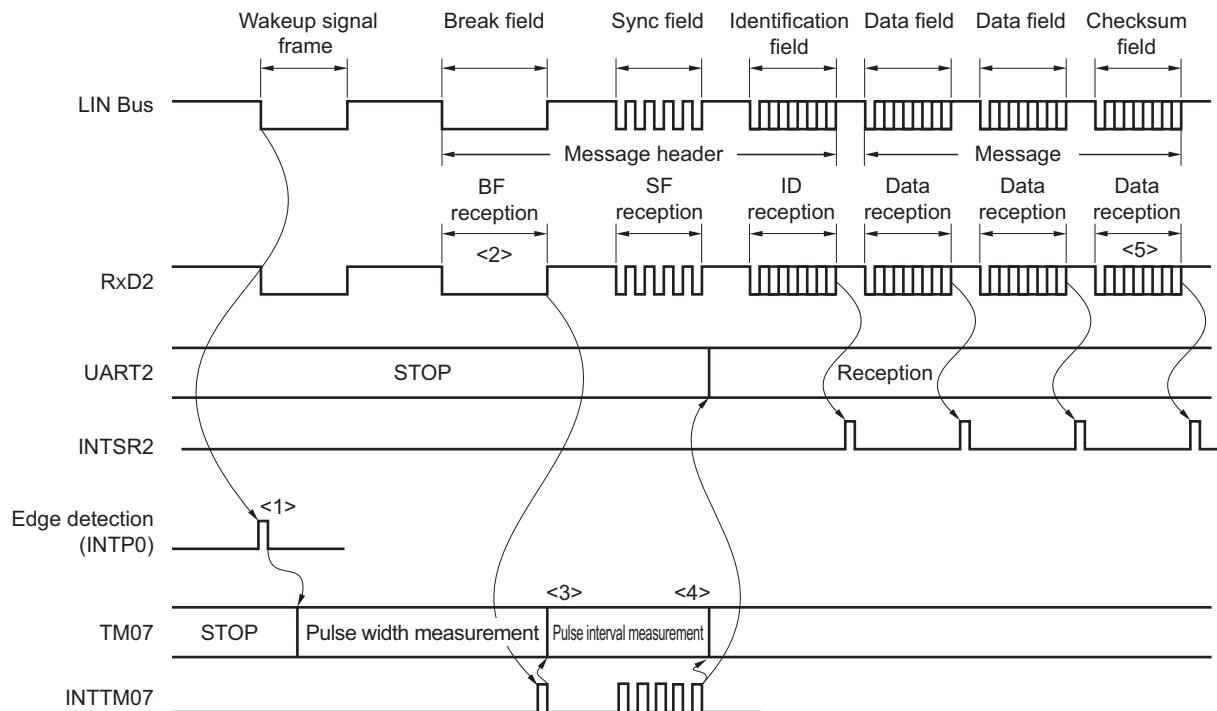 Wakeup signal
frame
Break field
Sync field
Identification
field
Data field
Data field
Checksum
field
LIN Bus
Message header
Message
BF
reception
SF
reception
ID
reception
Data
reception
Data
reception
Data
reception
<2>
<5>
RxD2
UART2
STOP
Reception
INTSR2
<1>
Edge detection
(INTP0)
<3>
<4>
TM07
STOP
Pulse width measurement
Pulse interval measurement
INTTM07